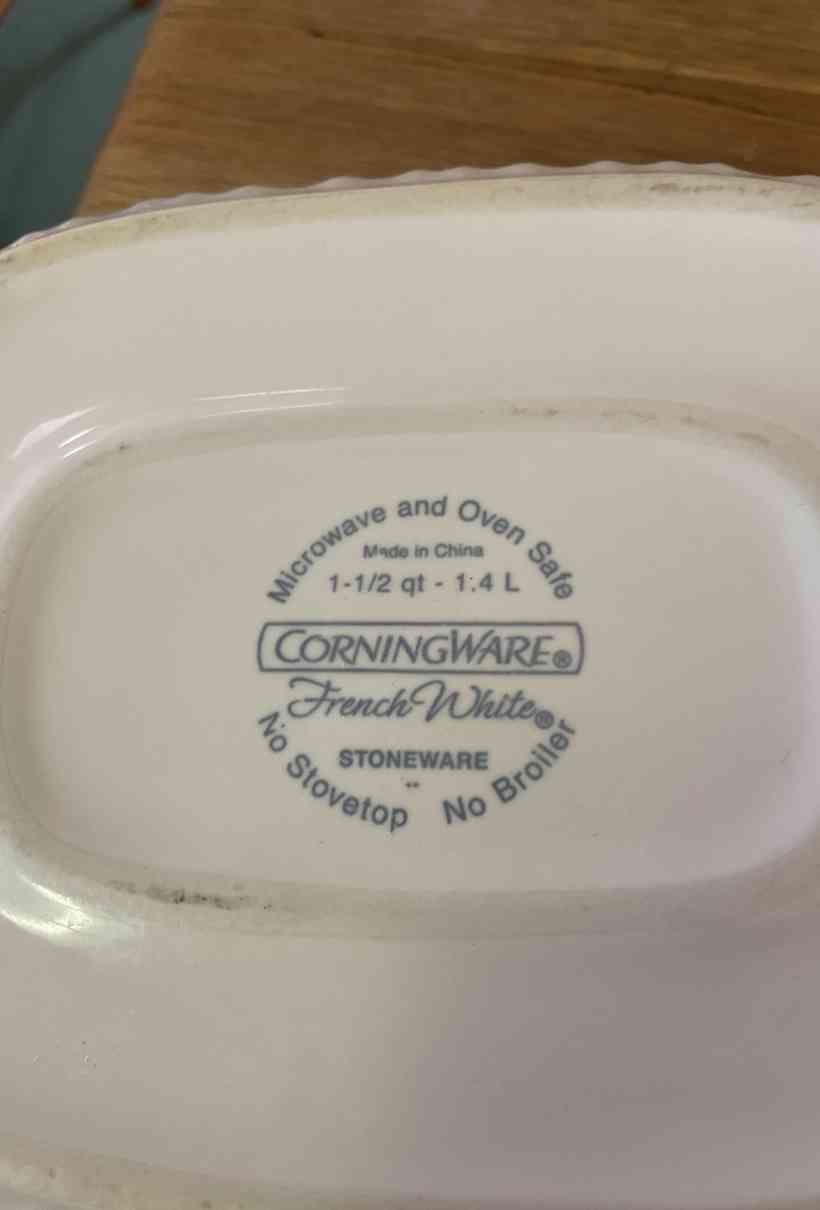 Microwave and Oven Safe
Made in China
1-1/2 qt - 1.4 L
CORNINGWARE®
French White®
STONEWARE
No Stovetop No Broiler